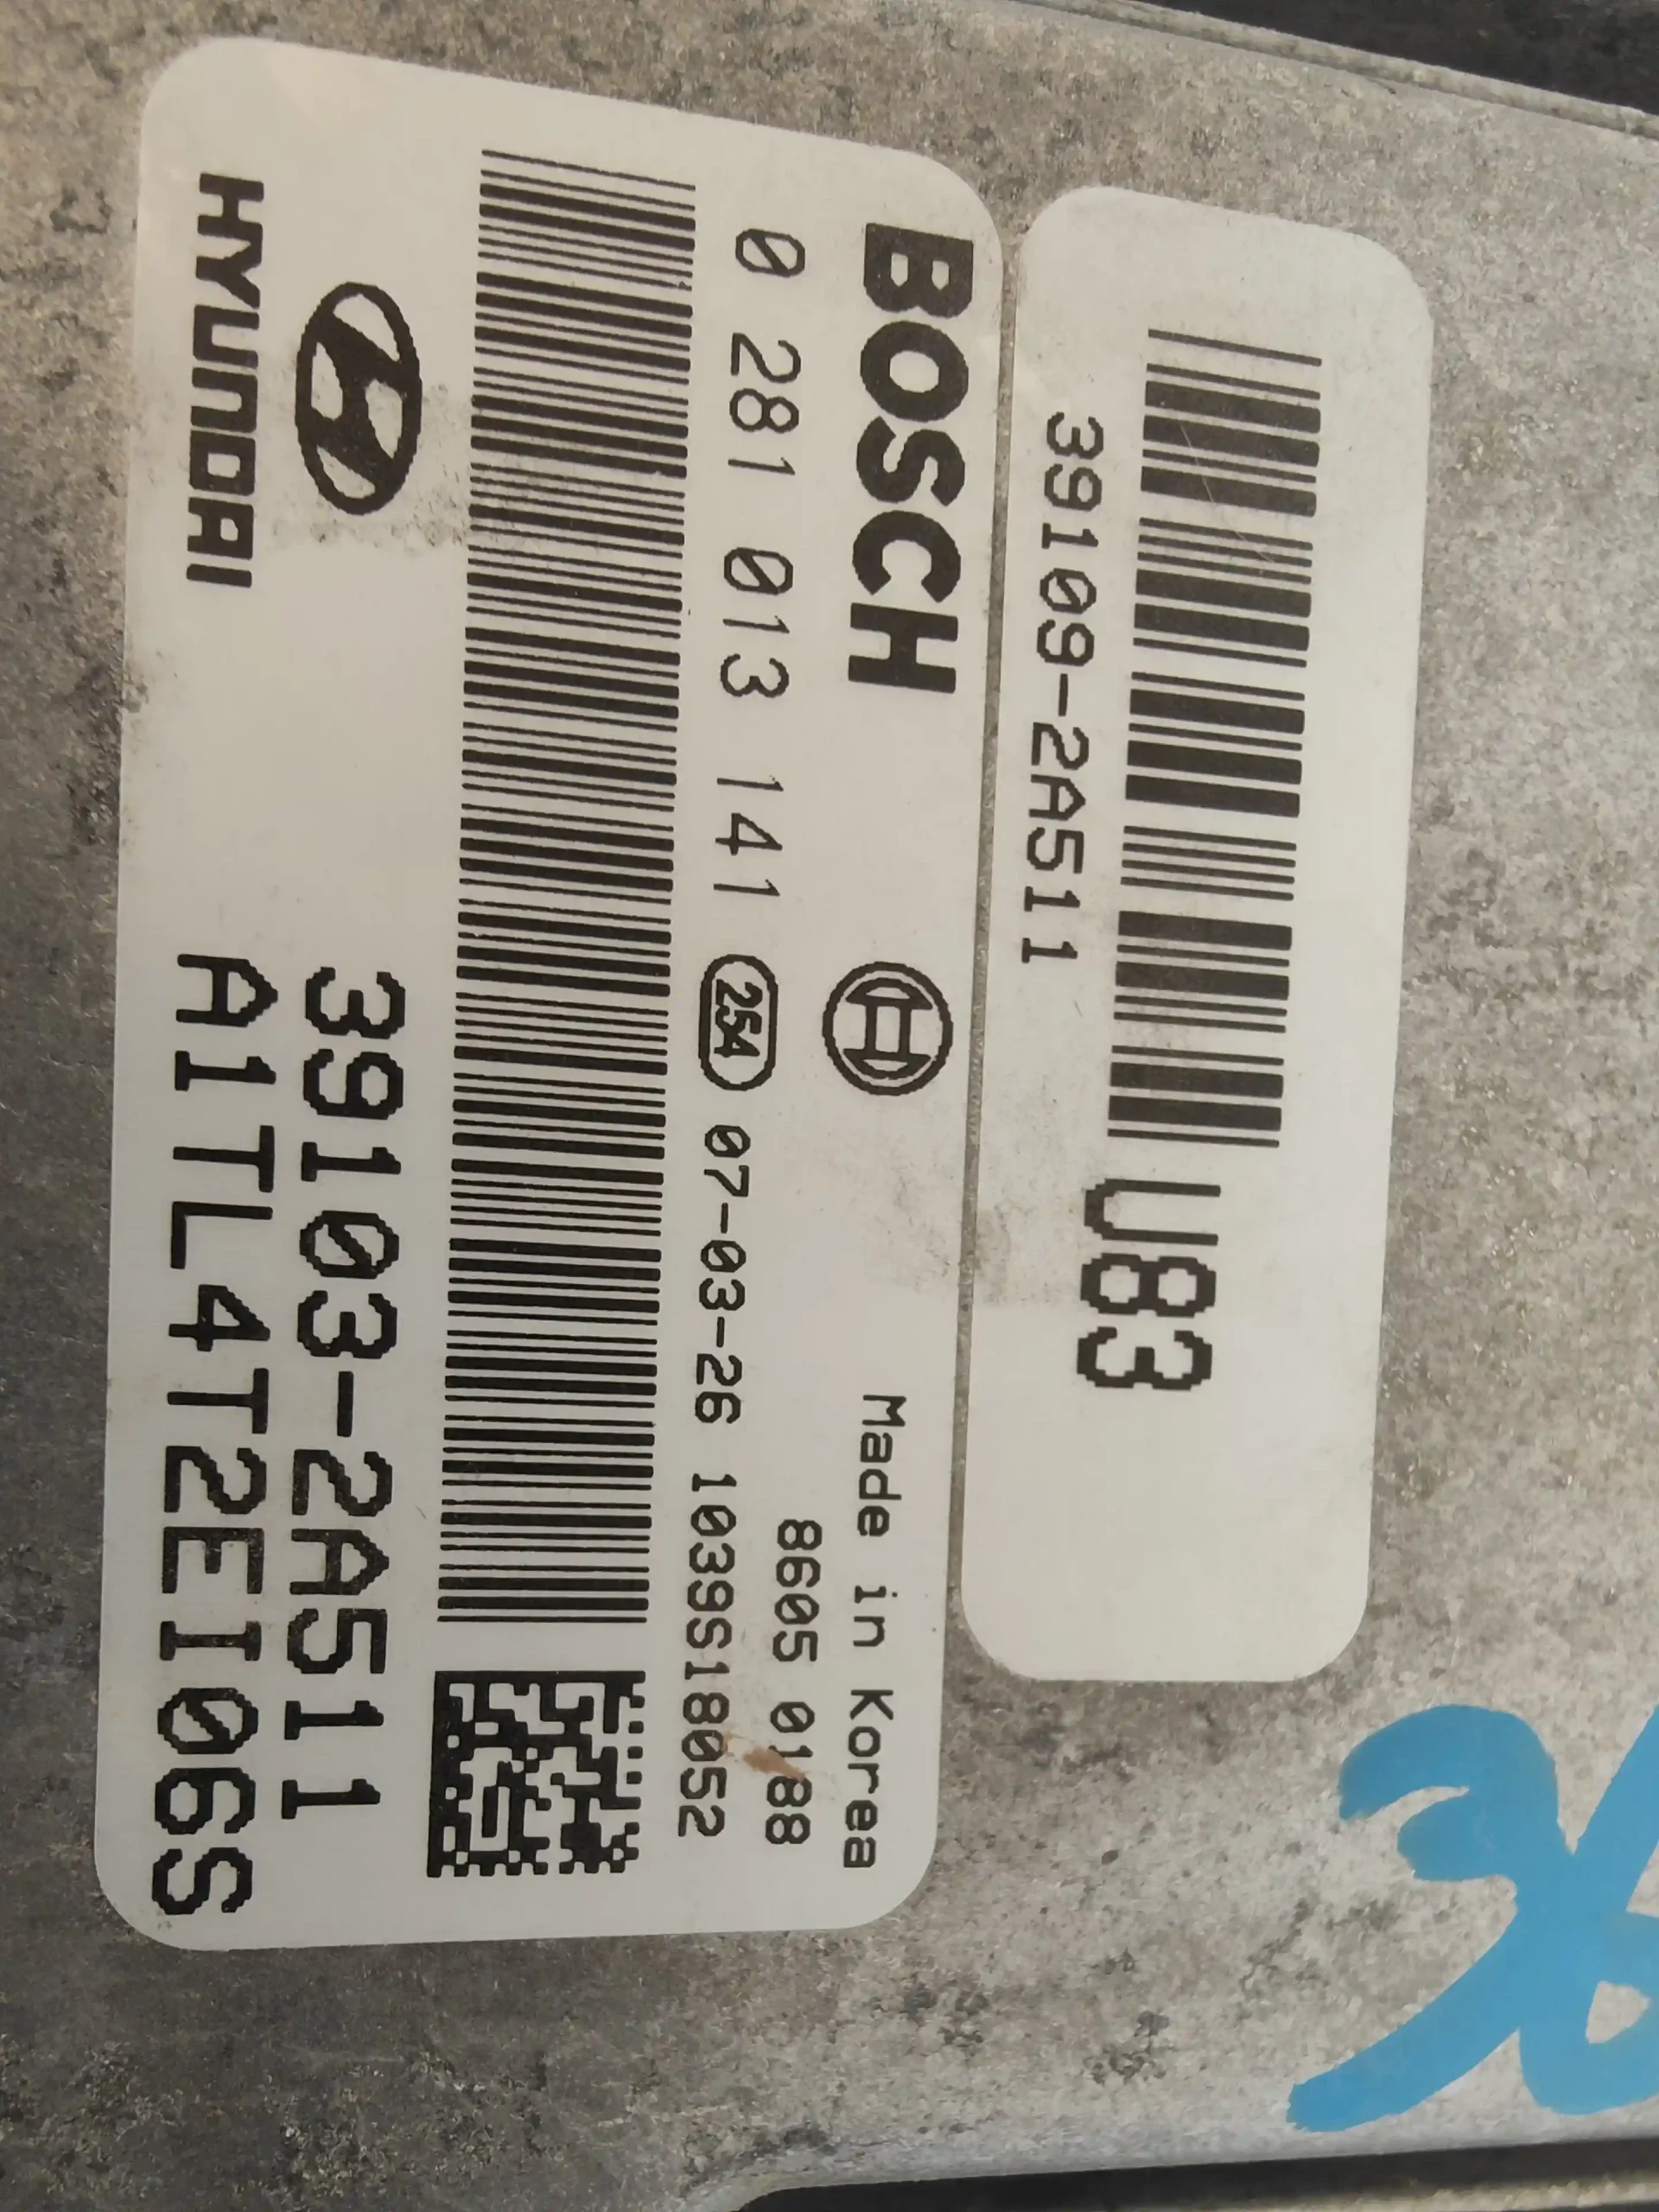 U83
39109-2A511
BOSCH
Made in Korea
8605 0188
0 281 013 141 254 07-03-26 1039S18052
HYUNDAI
39103-2A511
A1TL4T2EI06S